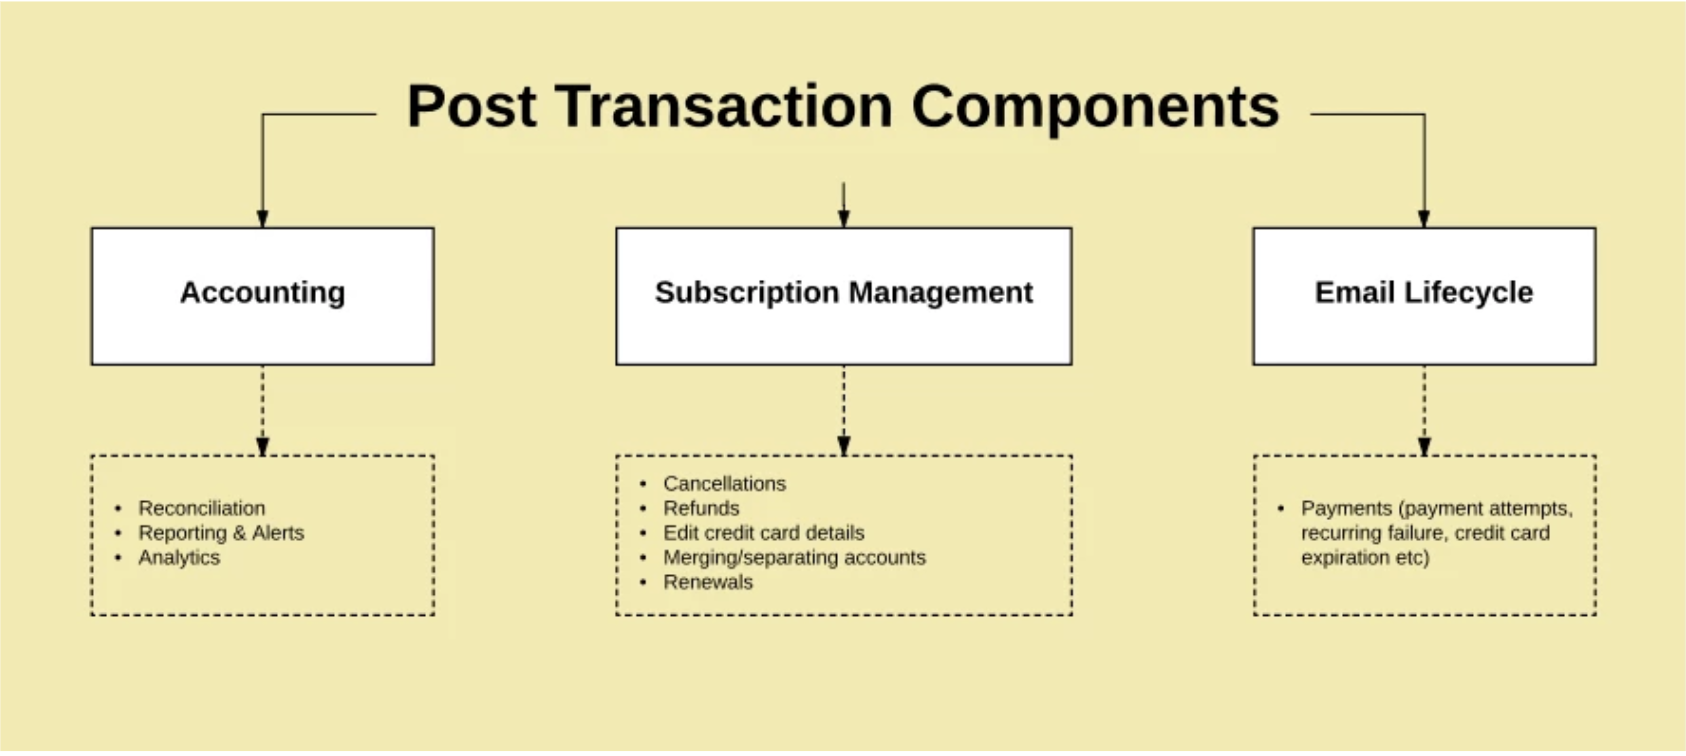 Post Transaction Components
Accounting
Subscription Management
Email Lifecycle
• Reconciliation
• Reporting & Alerts
• Analytics
• Cancellations
• Refunds
• Edit credit card details
• Merging/separating accounts
• Renewals
• Payments (payment attempts,
recurring failure, credit card
expiration etc)